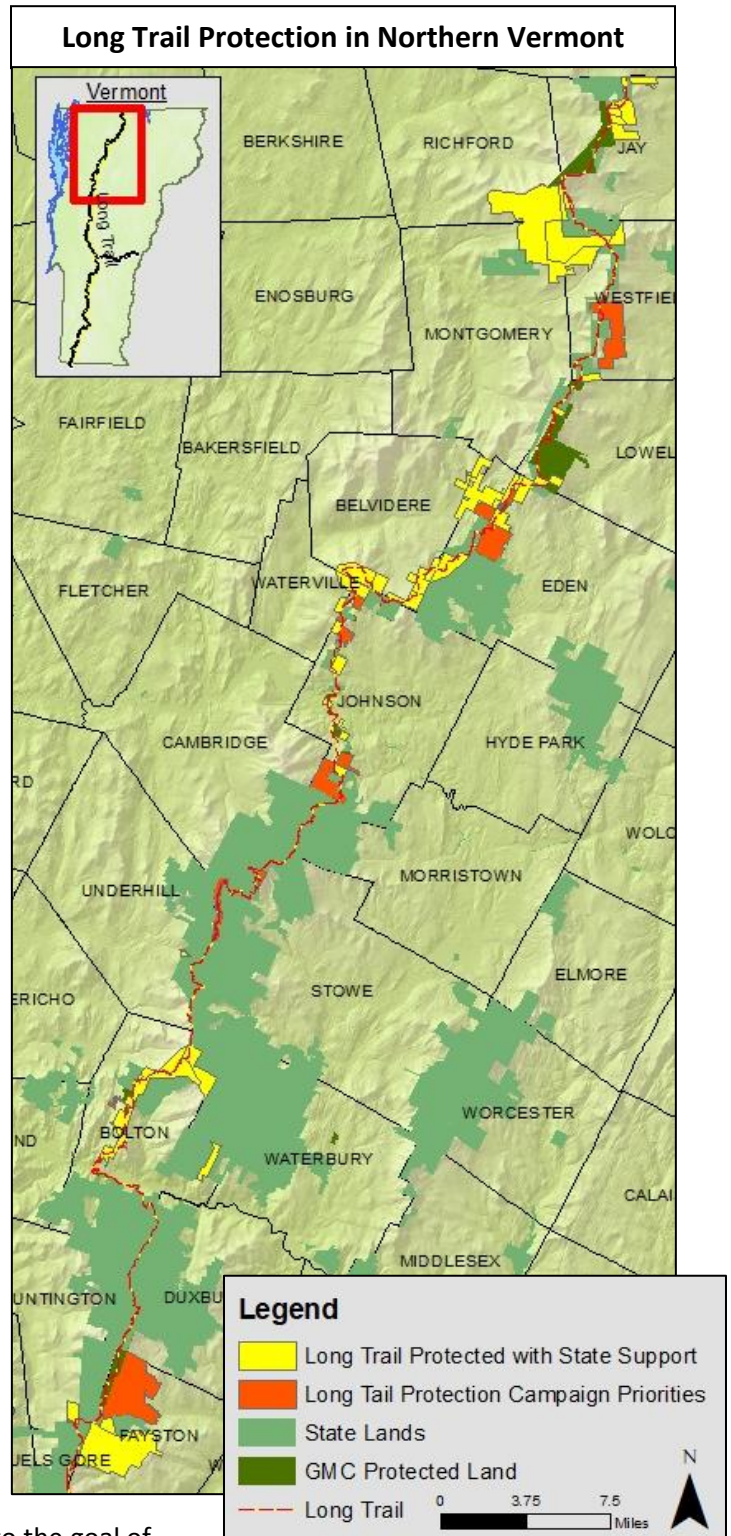 Long Trail Protection in Northern Vermont
Vermont
Long Trail
BERKSHIRE
RICHFORD
JAY
ENOSBURG
MONTGOMERY
WESTFIEL
FAIRFIELD
BAKERSFIELD
LOWEL
BELVIDERE
FLETCHER
WATERVILLE
EDEN
JOHNSON
CAMBRIDGE
HYDE PARK
RD
WOLC
MORRISTOWN
UNDERHILL
ELMORE
STOWE
ERICHO
WORCESTER
BOLTON
ND
WATERBURY
CALAI
MIDDLESEX
UNTINGTON
DUXBU
FAYSTON
UELS GORE
W
Legend
Long Trail Protected with State Support
Long Tail Protection Campaign Priorities
State Lands
GMC Protected Land
Long Trail
0 3.75 7.5
Miles
N
the goal of